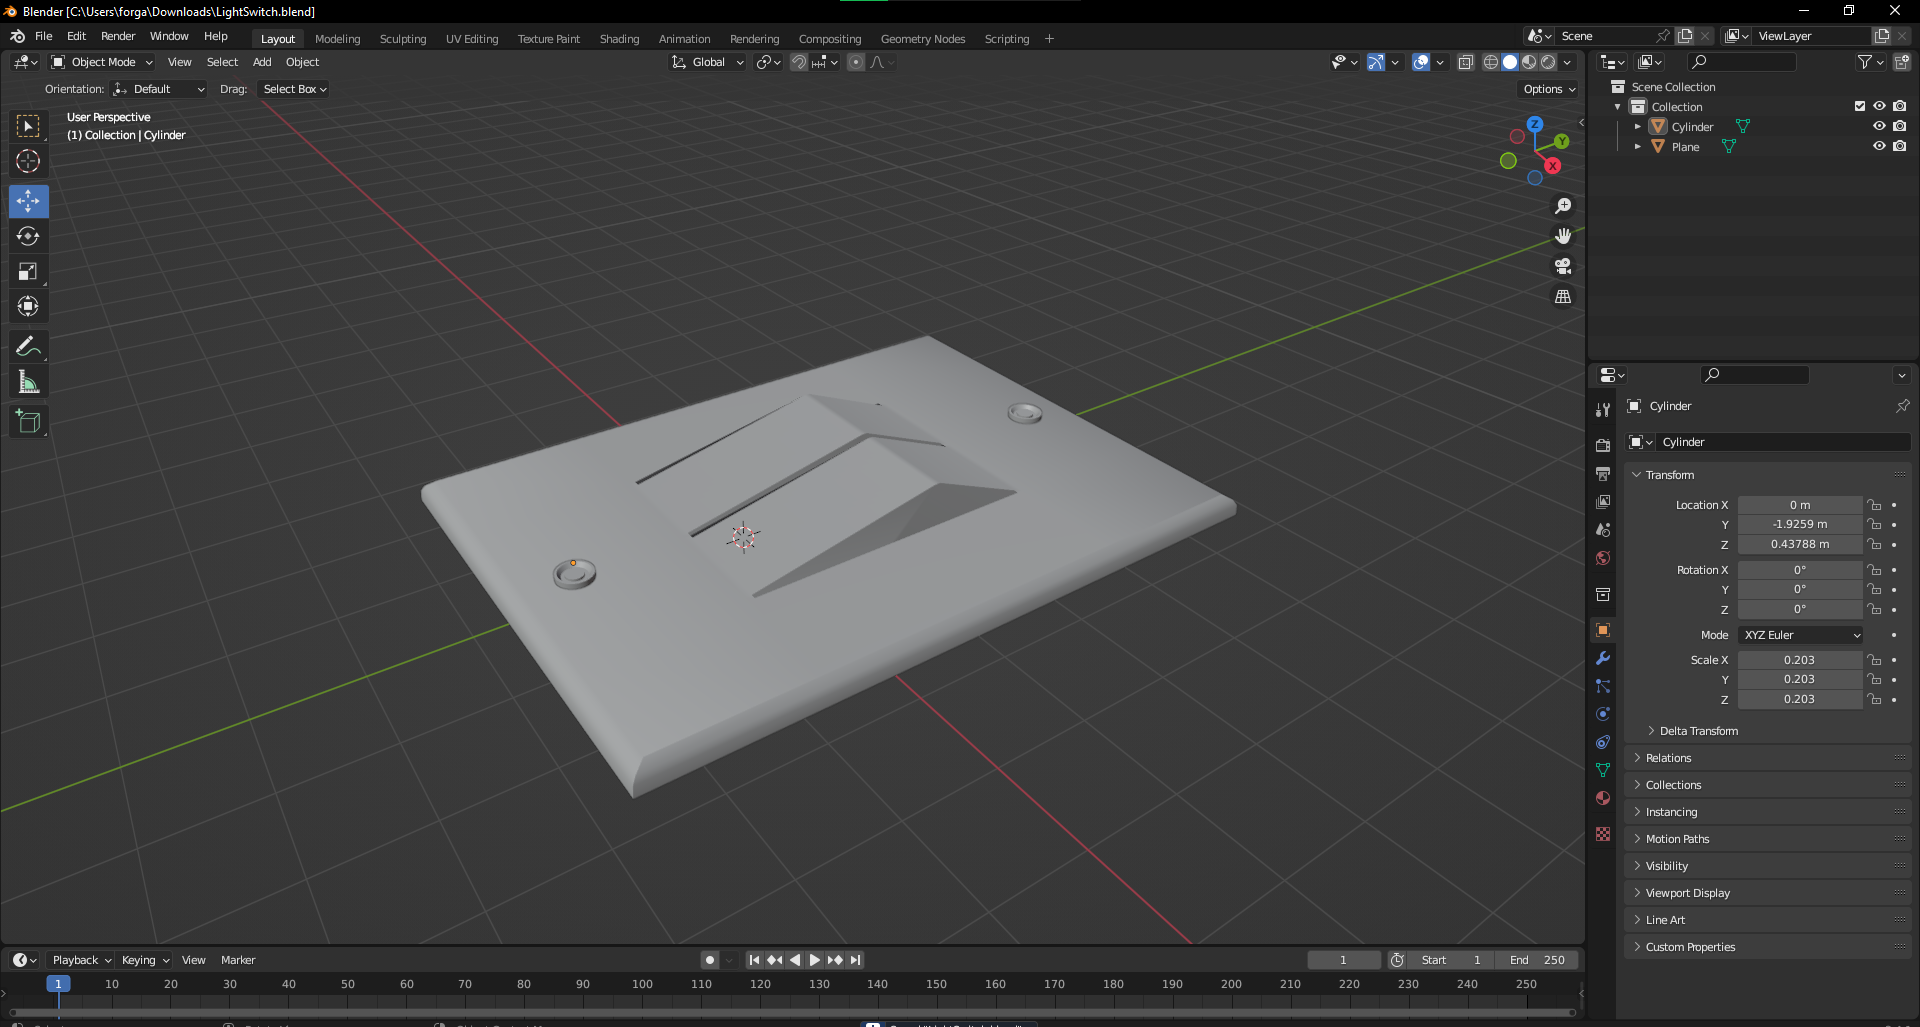 Blender [C:\Users\forga\Downloads\LightSwitch.blend]
File Edit Render Window Help
Layout Modeling Sculpting UV Editing Texture Paint Shading Animation Rendering Compositing Geometry Nodes Scripting +
Scene
ViewLayer
Object Mode View Select Add Object
Global
Orientation: Default Drag: Select Box
Options
User Perspective
(1) Collection | Cylinder
Z
Y
X
Scene Collection
Collection
Cylinder
Plane
Cylinder
Cylinder
Transform
Location X 0 m
Y -1.9259 m
Z 0.43788 m
Rotation X 0°
Y 0°
Z 0°
Mode XYZ Euler
Scale X 0.203
Y 0.203
Z 0.203
Delta Transform
Relations
Collections
Instancing
Motion Paths
Visibility
Viewport Display
Line Art
Custom Properties
Playback Keying View Marker
1
Start 1
End 250
1 10 20 30 40 50 60 70 80 90 100 110 120 130 140 150 160 170 180 190 200 210 220 230 240 250